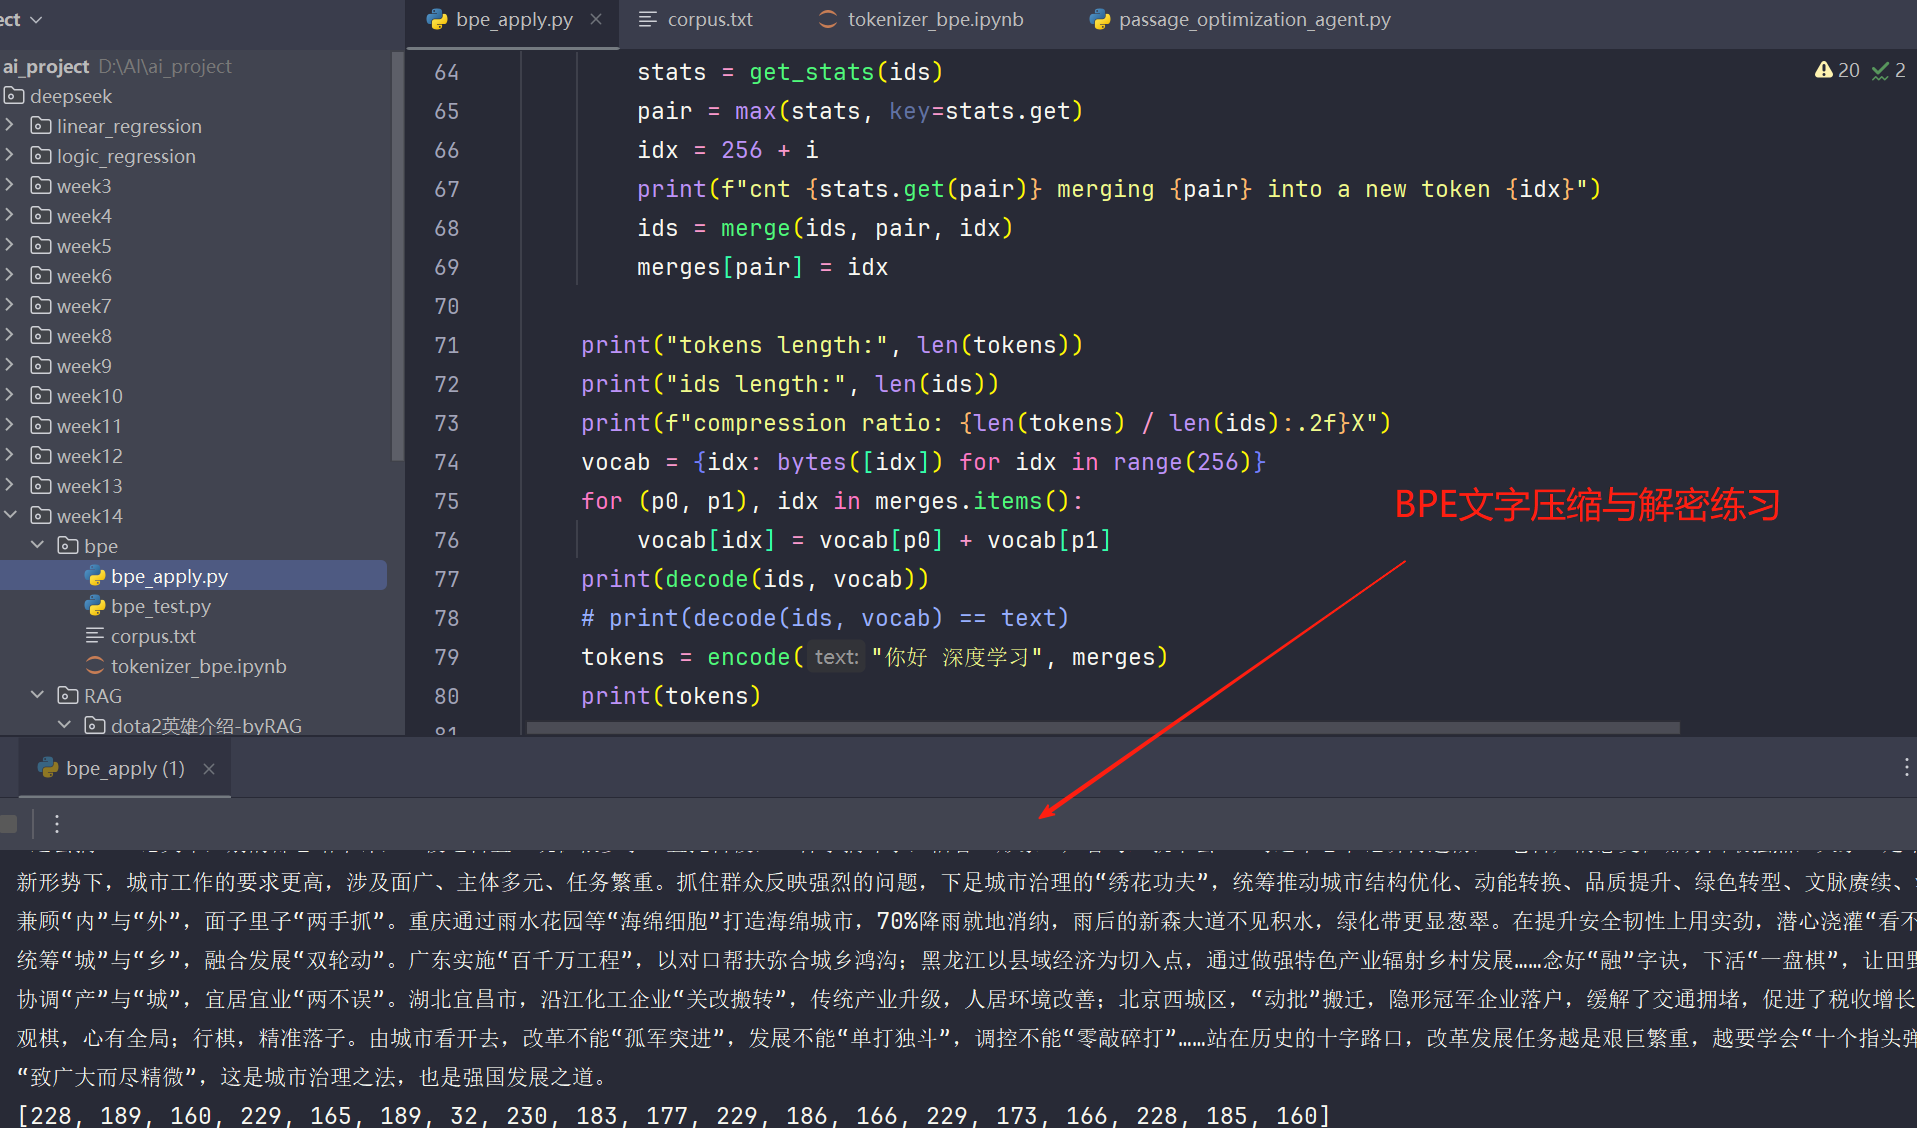 ect
bpe_apply.py
corpus.txt
tokenizer_bpe.ipynb
passage_optimization_agent.py
ai_project D:\AI\ai_project
deepseek
linear_regression
logic_regression
week3
week4
week5
week6
week7
week8
week9
week10
week11
week12
week13
week14
bpe
bpe_apply.py
bpe_test.py
corpus.txt
tokenizer_bpe.ipynb
RAG
dota2英雄介绍-byRAG
20 2
64 stats = get_stats(ids)
65 pair = max(stats, key=stats.get)
66 idx = 256 + i
67 print(f"cnt {stats.get(pair)} merging {pair} into a new token {idx}")
68 ids = merge(ids, pair, idx)
69 merges[pair] = idx
70
71 print("tokens length:", len(tokens))
72 print("ids length:", len(ids))
73 print(f"compression ratio: {len(tokens) / len(ids):.2f}X")
74 vocab = {idx: bytes([idx]) for idx in range(256)}
75 for (p0, p1), idx in merges.items():
76 vocab[idx] = vocab[p0] + vocab[p1]
77 print(decode(ids, vocab))
78 # print(decode(ids, vocab) == text)
79 tokens = encode( text: "你好 深度学习", merges)
80 print(tokens)
81
BPE文字压缩与解密练习
bpe_apply (1)
新形势下，城市工作的要求更高，涉及面广、主体多元、任务繁重。抓住群众反映强烈的问题，下足城市治理的“绣花功夫”，统筹推动城市结构优化、动能转换、品质提升、绿色转型、文脉赓续、
兼顾“内”与“外”，面子里子“两手抓”。重庆通过雨水花园等“海绵细胞”打造海绵城市，70%降雨就地消纳，雨后的新森大道不见积水，绿化带更显葱翠。在提升安全韧性上用实劲，潜心浇灌“看不
统筹“城”与“乡”，融合发展“双轮动”。广东实施“百千万工程”，以对口帮扶弥合城乡鸿沟；黑龙江以县域经济为切入点，通过做强特色产业辐射乡村发展……念好“融”字诀，下活“一盘棋”，让田野
协调“产”与“城”，宜居宜业“两不误”。湖北宜昌市，沿江化工企业“关改搬转”，传统产业升级，人居环境改善；北京西城区，“动批”搬迁，隐形冠军企业落户，缓解了交通拥堵，促进了税收增长
观棋，心有全局；行棋，精准落子。由城市看开去，改革不能“孤军突进”，发展不能“单打独斗”，调控不能“零敲碎打”……站在历史的十字路口，改革发展任务越是艰巨繁重，越要学会“十个指头弹
“致广大而尽精微”，这是城市治理之法，也是强国发展之道。
[228, 189, 160, 229, 165, 189, 32, 230, 183, 177, 229, 186, 166, 229, 173, 166, 228, 185, 160]